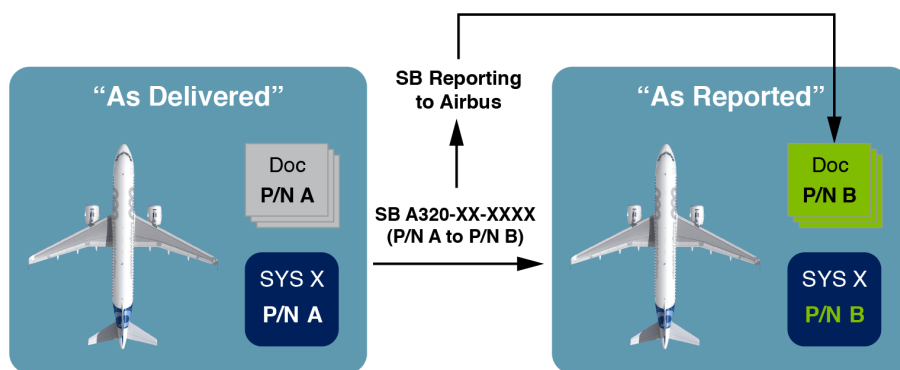 “As Delivered”
Doc
P/N A
SYS X
P/N A
SB Reporting
to Airbus
SB A320-XX-XXXX
(P/N A to P/N B)
“As Reported”
Doc
P/N B
SYS X
P/N B